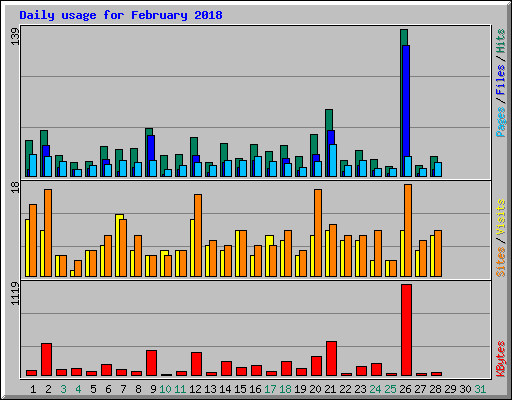 Daily usage for February 2018
139
Pages / Files / Hits
18
Sites / Visits
1119
KBytes
1 2 3 4 5 6 7 8 9 10 11 12 13 14 15 16 17 18 19 20 21 22 23 24 25 26 27 28 29 30 31